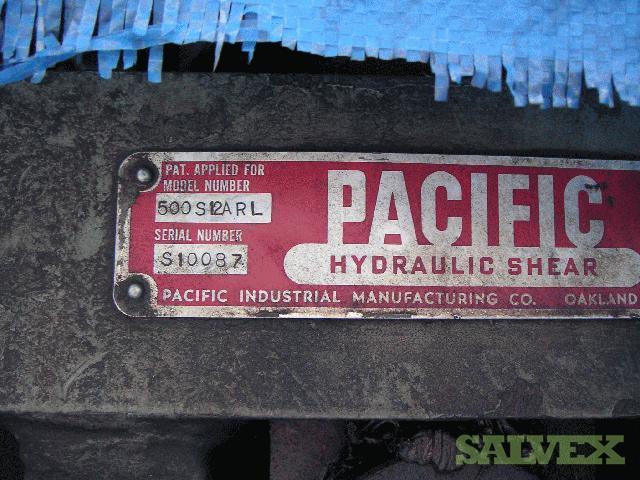 PAT. APPLIED FOR
MODEL NUMBER
500S12ARL
SERIAL NUMBER
S10087
PACIFIC
HYDRAULIC SHEAR
PACIFIC INDUSTRIAL MANUFACTURING CO. OAKLAND
SALVEX